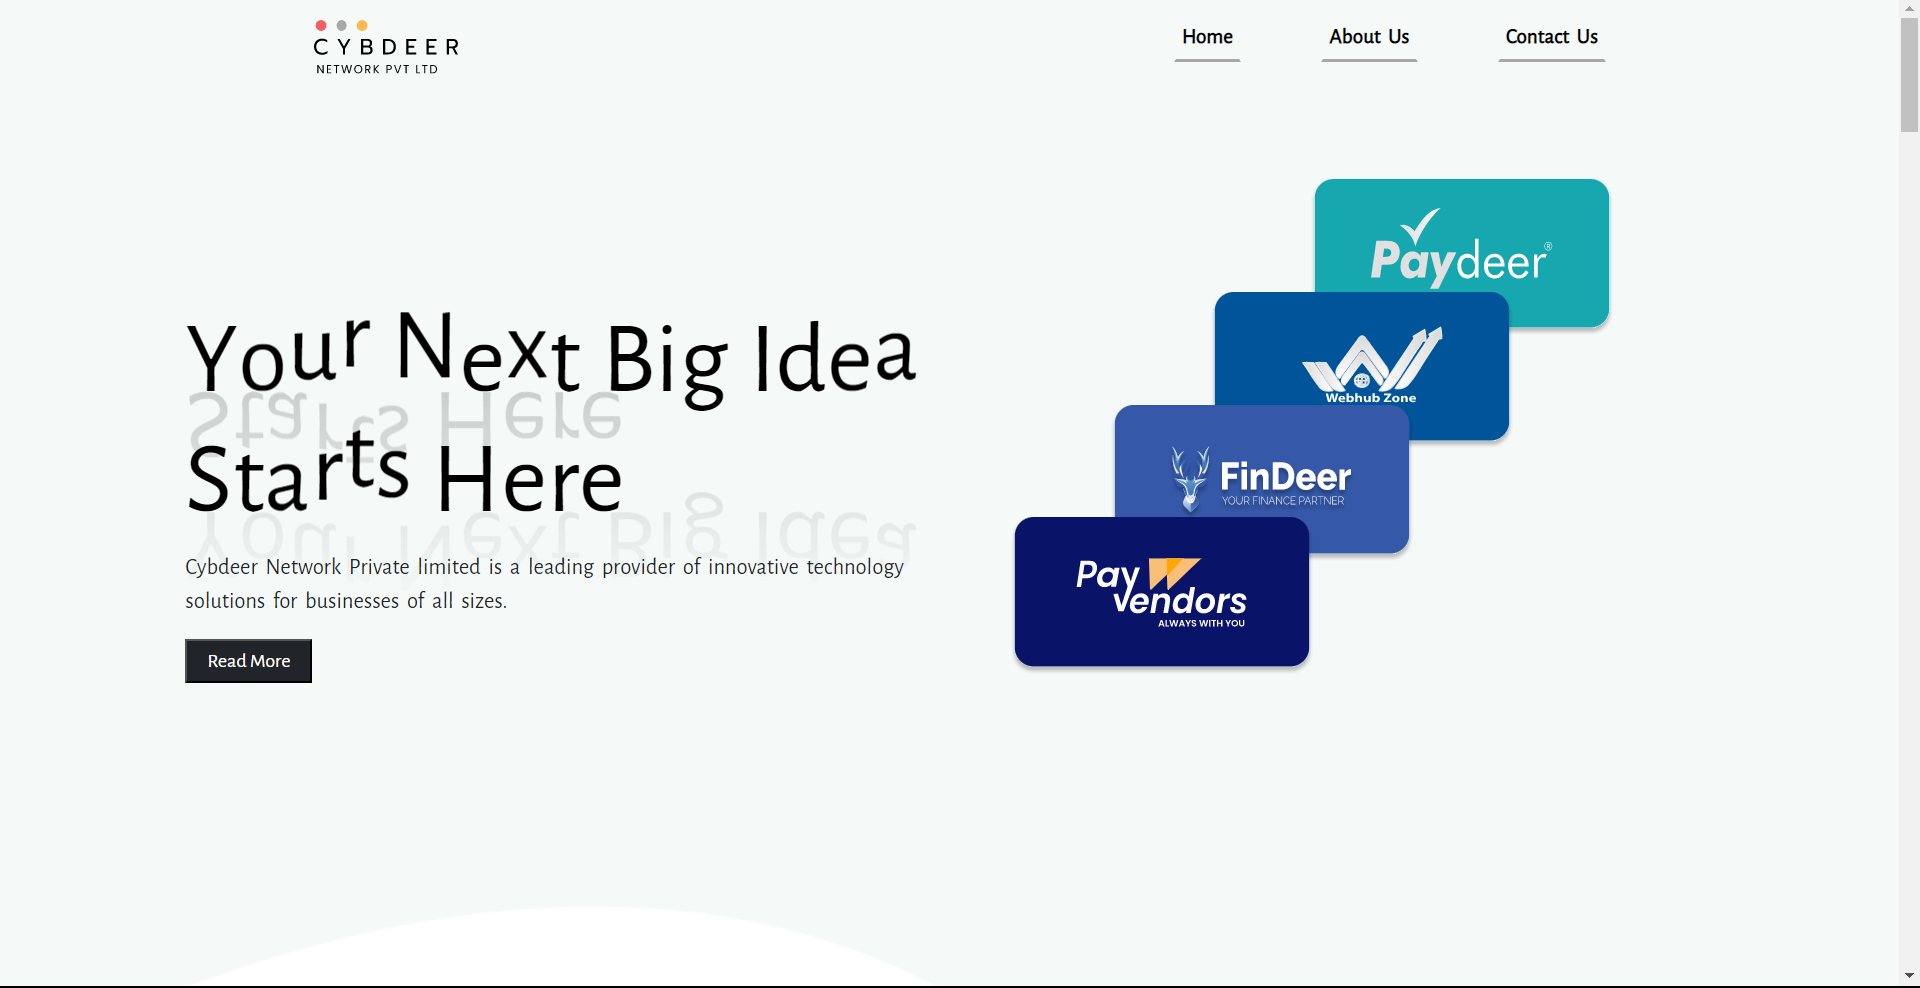 CYBDEER
NETWORK PVT LTD
Home
About Us
Contact Us
Paydeer®
Webhub Zone
FinDeer
YOUR FINANCE PARTNER
Pay
Vendors
ALWAYS WITH YOU
Your Next Big Idea
Starts Here
Cybdeer Network Private limited is a leading provider of innovative technology
solutions for businesses of all sizes.
Read More